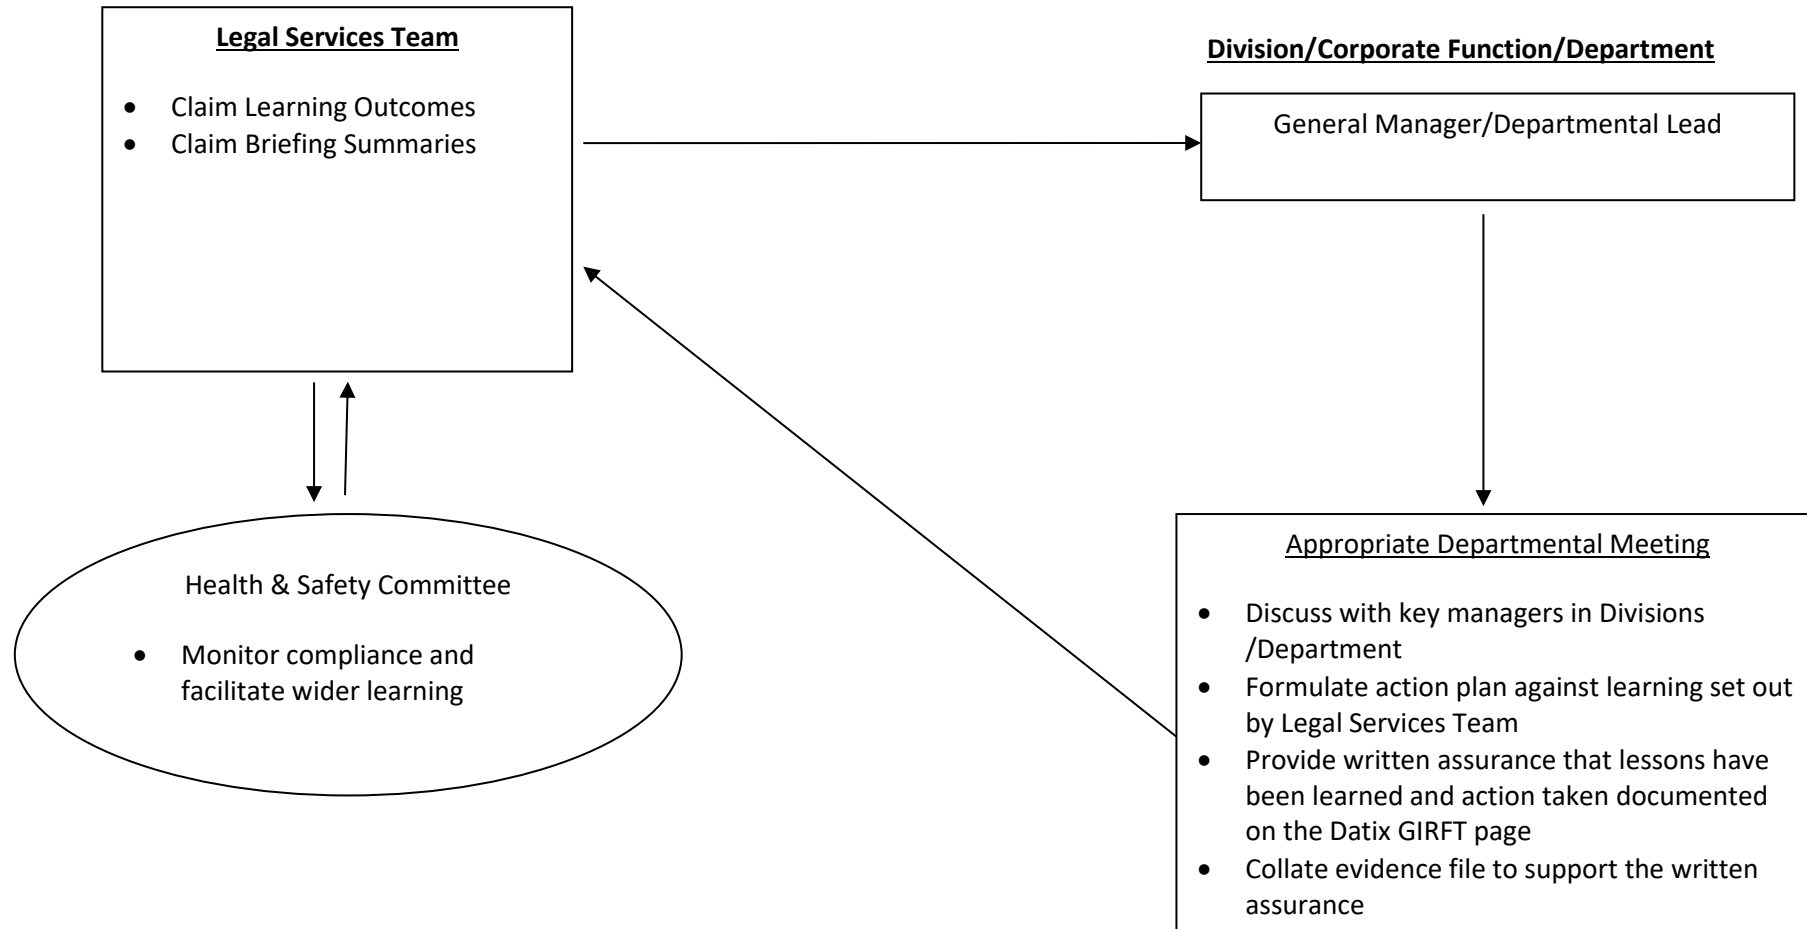 Legal Services Team
• Claim Learning Outcomes
• Claim Briefing Summaries
Division/Corporate Function/Department
General Manager/Departmental Lead
Health & Safety Committee
• Monitor compliance and
facilitate wider learning
Appropriate Departmental Meeting
• Discuss with key managers in Divisions
/Department
• Formulate action plan against learning set out
by Legal Services Team
• Provide written assurance that lessons have
been learned and action taken documented
on the Datix GIRFT page
• Collate evidence file to support the written
assurance